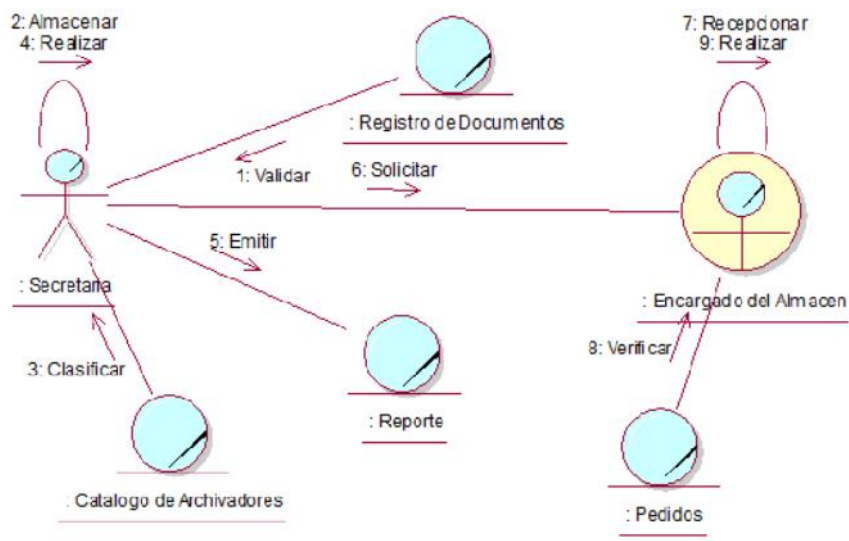 2: Almacenar
4: Realizar
7: Recepcionar
9: Realizar
: Registro de Documentos
1: Validar
6: Solicitar
5: Emitir
: Secretaria
: Encargado del Almacen
3: Clasificar
8: Verificar
: Reporte
: Catalogo de Archivadores
: Pedidos